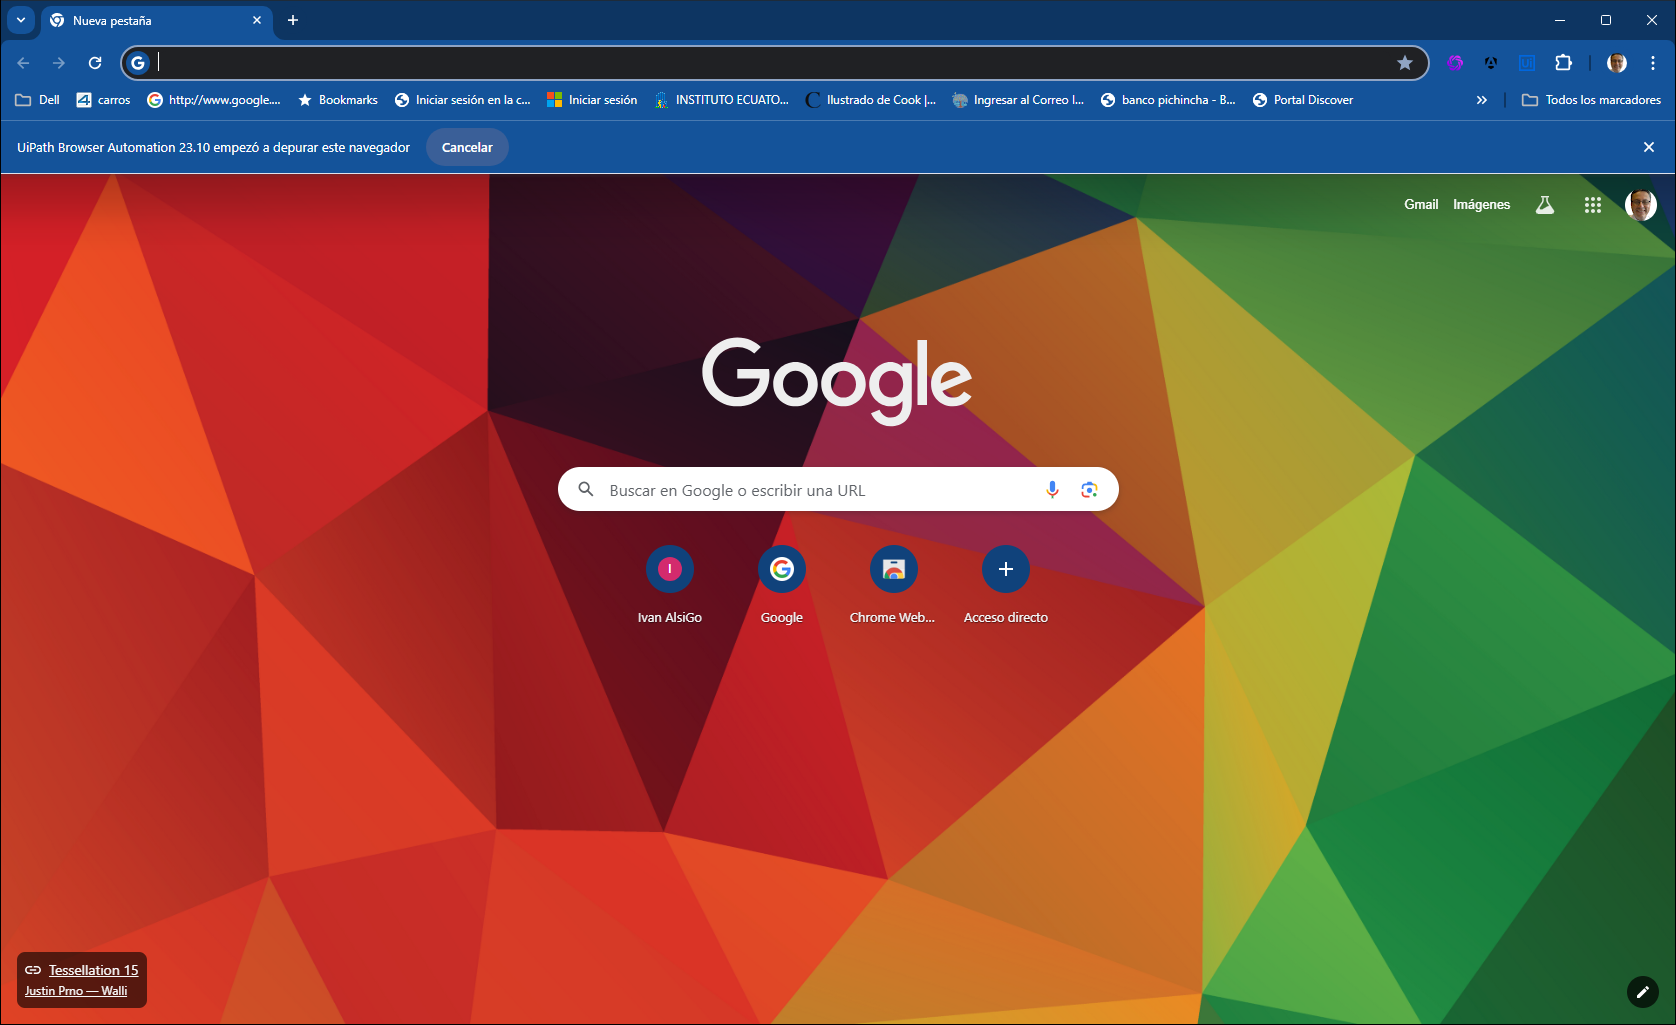 Nueva pestaña
Dell
carros
http://www.google....
Bookmarks
Iniciar sesión en la c...
Iniciar sesión
INSTITUTO ECUATO...
Ilustrado de Cook |...
Ingresar al Correo I...
banco pichincha - B...
Portal Discover
Todos los marcadores
UiPath Browser Automation 23.10 empezó a depurar este navegador
Cancelar
Gmail
Imágenes
Google
Buscar en Google o escribir una URL
Ivan AlsiGo
Google
Chrome Web...
Acceso directo
Tessellation 15
Justin Prno — Walli